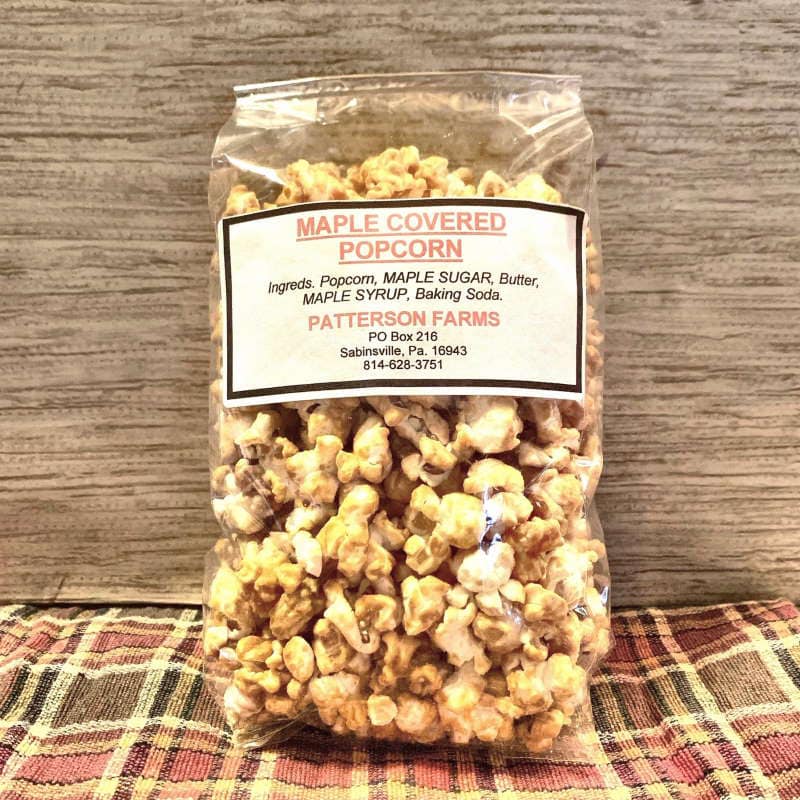 MAPLE COVERED
POPCORN
Ingreds. Popcorn, MAPLE SUGAR, Butter,
MAPLE SYRUP, Baking Soda.
PATTERSON FARMS
PO Box 216
Sabinsville, Pa. 16943
814-628-3751